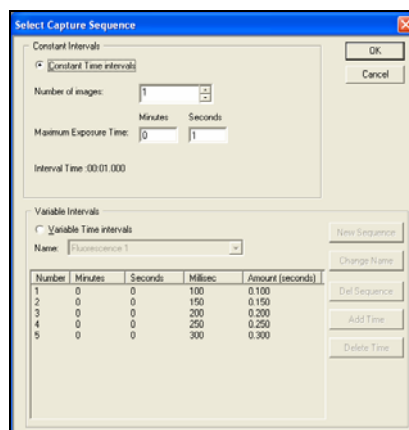 Select Capture Sequence
Constant Intervals
Constant Time intervals
OK
Cancel
Number of images: 1
Minutes Seconds
Maximum Exposure Time: 0 1
Interval Time :00:01.000
Variable Intervals
Variable Time intervals
Name: Fluorescence 1
New Sequence
Change Name
Del Sequence
Add Time
Delete Time
Number Minutes Seconds Millisec Amount (seconds)
1 0 0 100 0.100
2 0 0 150 0.150
3 0 0 200 0.200
4 0 0 250 0.250
5 0 0 300 0.300